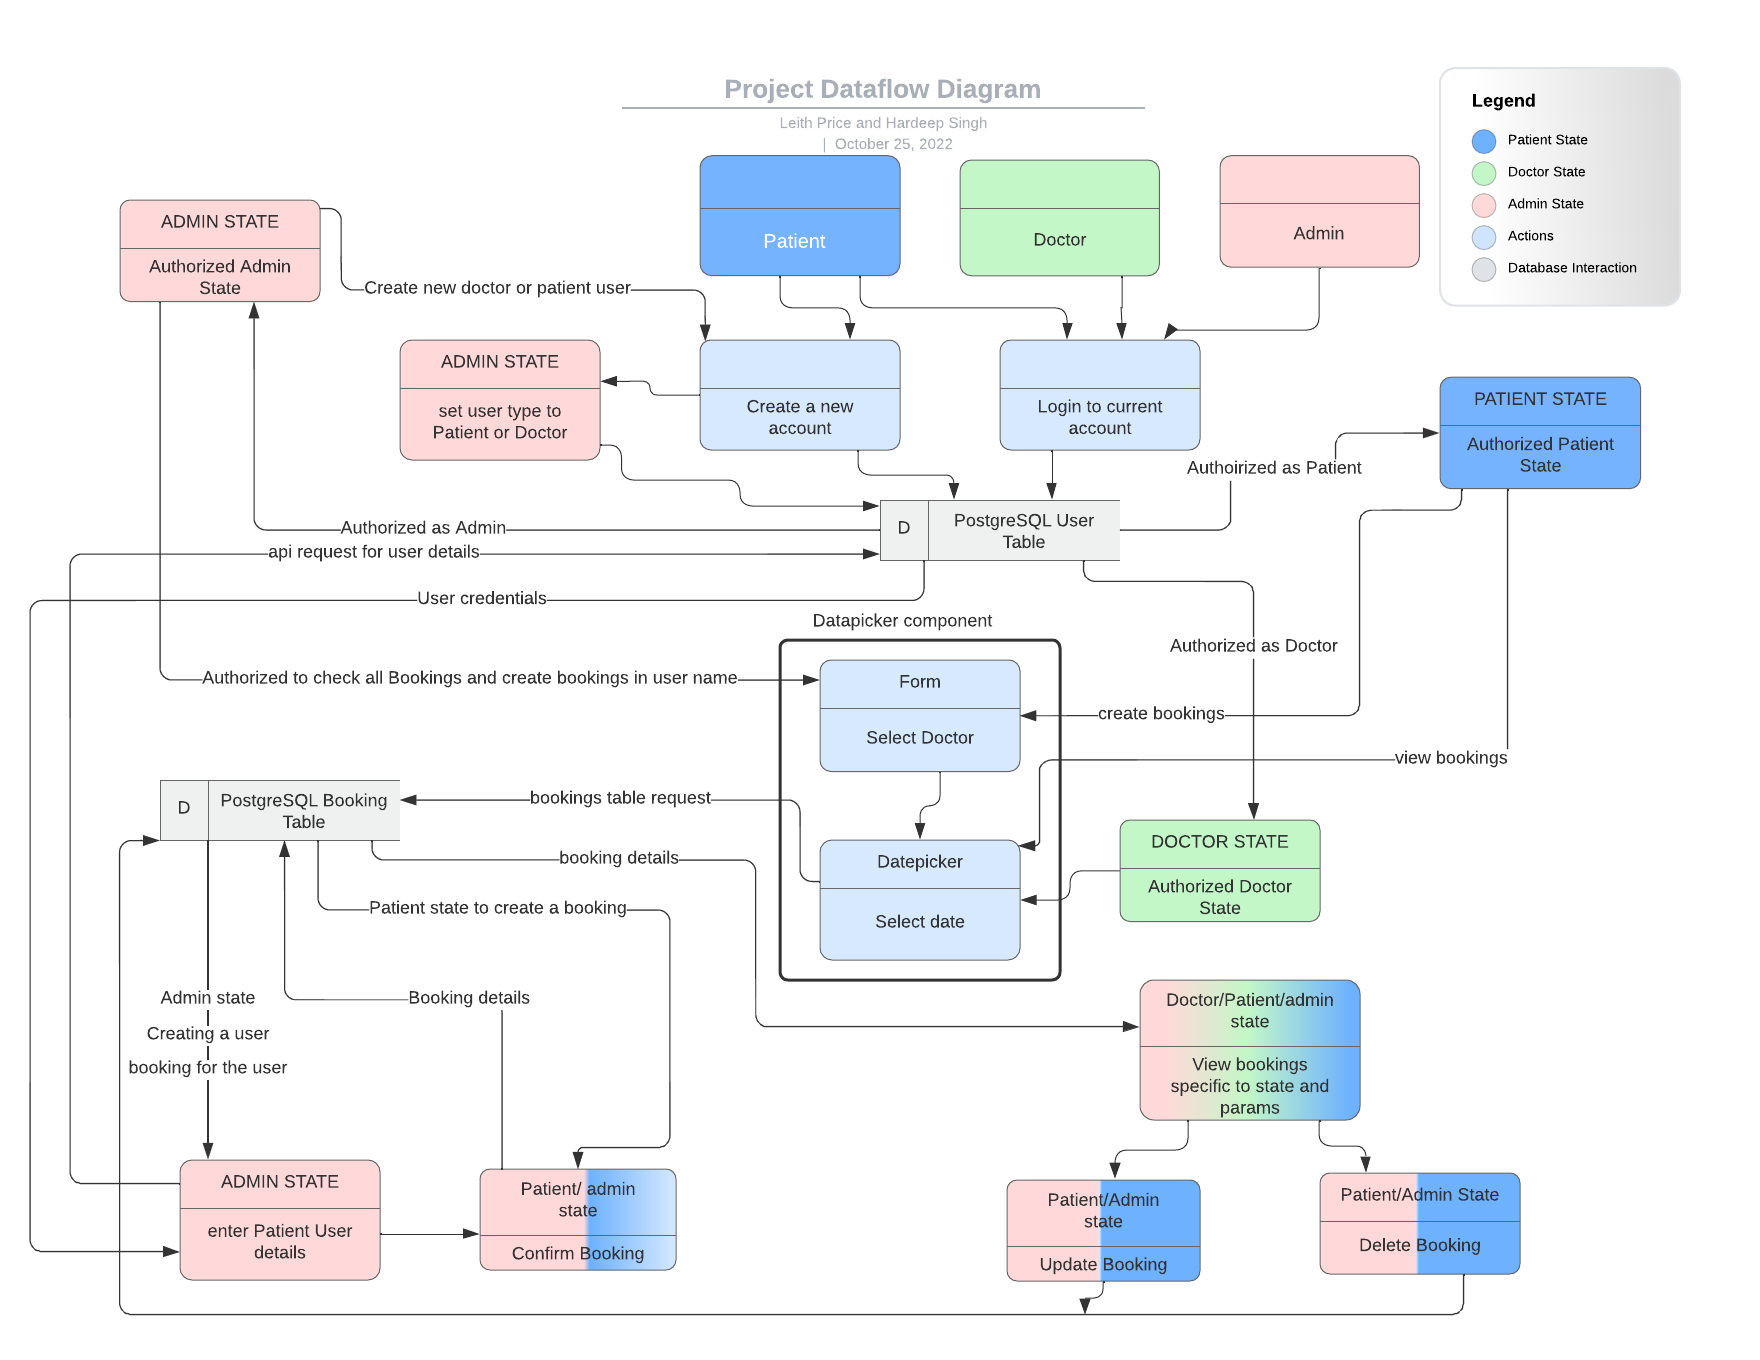 Project Dataflow Diagram
Leith Price and Hardeep Singh
| October 25, 2022
Legend
Patient State
Doctor State
Admin State
Actions
Database Interaction
Patient
Doctor
Admin
ADMIN STATE
Authorized Admin
State
Create new doctor or patient user
ADMIN STATE
set user type to
Patient or Doctor
Create a new
account
Login to current
account
PATIENT STATE
Authorized Patient
State
Authoirized as Patient
D
PostgreSQL User
Table
Authorized as Admin
api request for user details
User credentials
Datapicker component
Authorized as Doctor
Authorized to check all Bookings and create bookings in user name
Form
Select Doctor
create bookings
view bookings
D
PostgreSQL Booking
Table
bookings table request
booking details
Datepicker
Select date
DOCTOR STATE
Authorized Doctor
State
Patient state to create a booking
Admin state
Creating a user
booking for the user
Booking details
Doctor/Patient/admin
state
View bookings
specific to state and
params
ADMIN STATE
enter Patient User
details
Patient/ admin
state
Confirm Booking
Patient/Admin
state
Update Booking
Patient/Admin State
Delete Booking